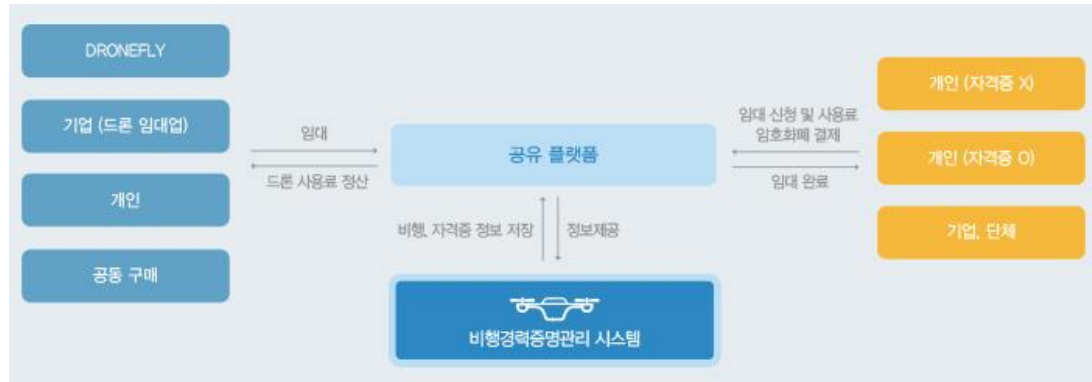 DRONEFLY
기업 (드론 임대업)
개인
공동 구매
임대
드론 사용료 정산
공유 플랫폼
비행, 자격증 정보 저장
정보제공
비행경력증명관리 시스템
임대 신청 및 사용료
암호화폐 결제
임대 완료
개인 (자격증 X)
개인 (자격증 O)
기업, 단체